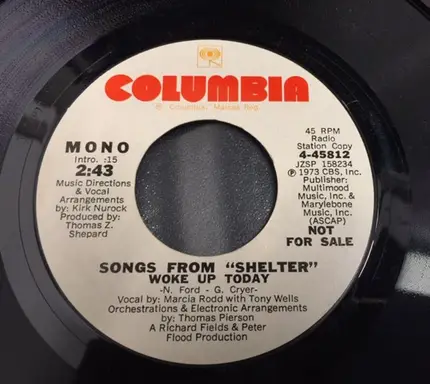 COLUMBIA
® Columbia, Marcas Reg.
MONO
Intro. :15
2:43
Music Directions
& Vocal
Arrangements
by: Kirk Nurock
Produced by:
Thomas Z.
Shepard
45 RPM
Radio
Station Copy
4-45812
JZSP 158234
Ⓟ 1973 CBS, Inc.
Publisher:
Multimood
Music, Inc. &
Marylebone
Music, Inc.
(ASCAP)
NOT
FOR SALE
SONGS FROM "SHELTER"
WOKE UP TODAY
-N. Ford - G. Cryer-
Vocal by: Marcia Rodd with Tony Wells
Orchestrations & Electronic Arrangements
by: Thomas Pierson
A Richard Fields & Peter
Flood Production